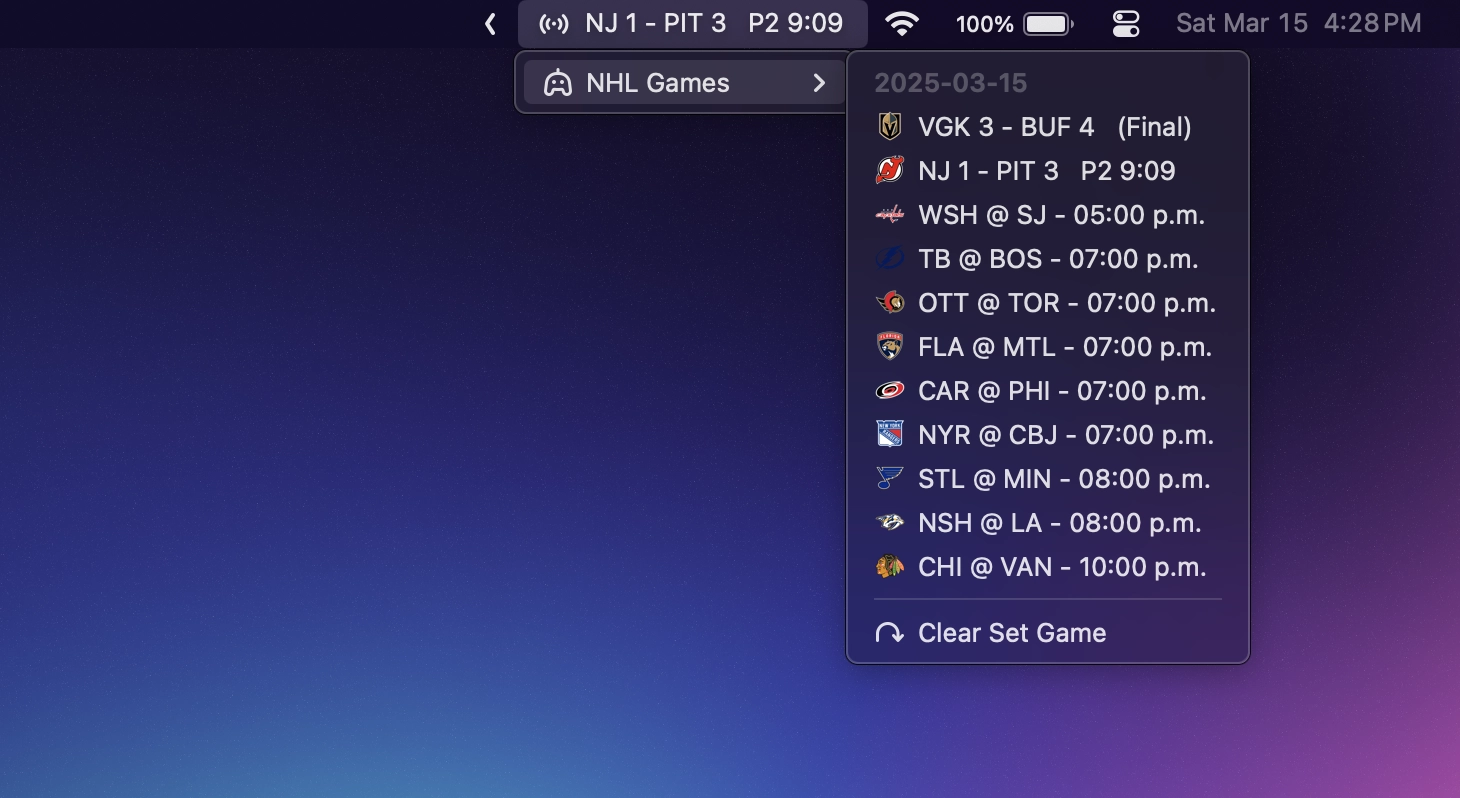 NJ 1 - PIT 3 P2 9:09 100% Sat Mar 15 4:28 PM
NHL Games
2025-03-15
VGK 3 - BUF 4 (Final)
NJ 1 - PIT 3 P2 9:09
WSH @ SJ - 05:00 p.m.
TB @ BOS - 07:00 p.m.
OTT @ TOR - 07:00 p.m.
FLA @ MTL - 07:00 p.m.
CAR @ PHI - 07:00 p.m.
NYR @ CBJ - 07:00 p.m.
STL @ MIN - 08:00 p.m.
NSH @ LA - 08:00 p.m.
CHI @ VAN - 10:00 p.m.
Clear Set Game